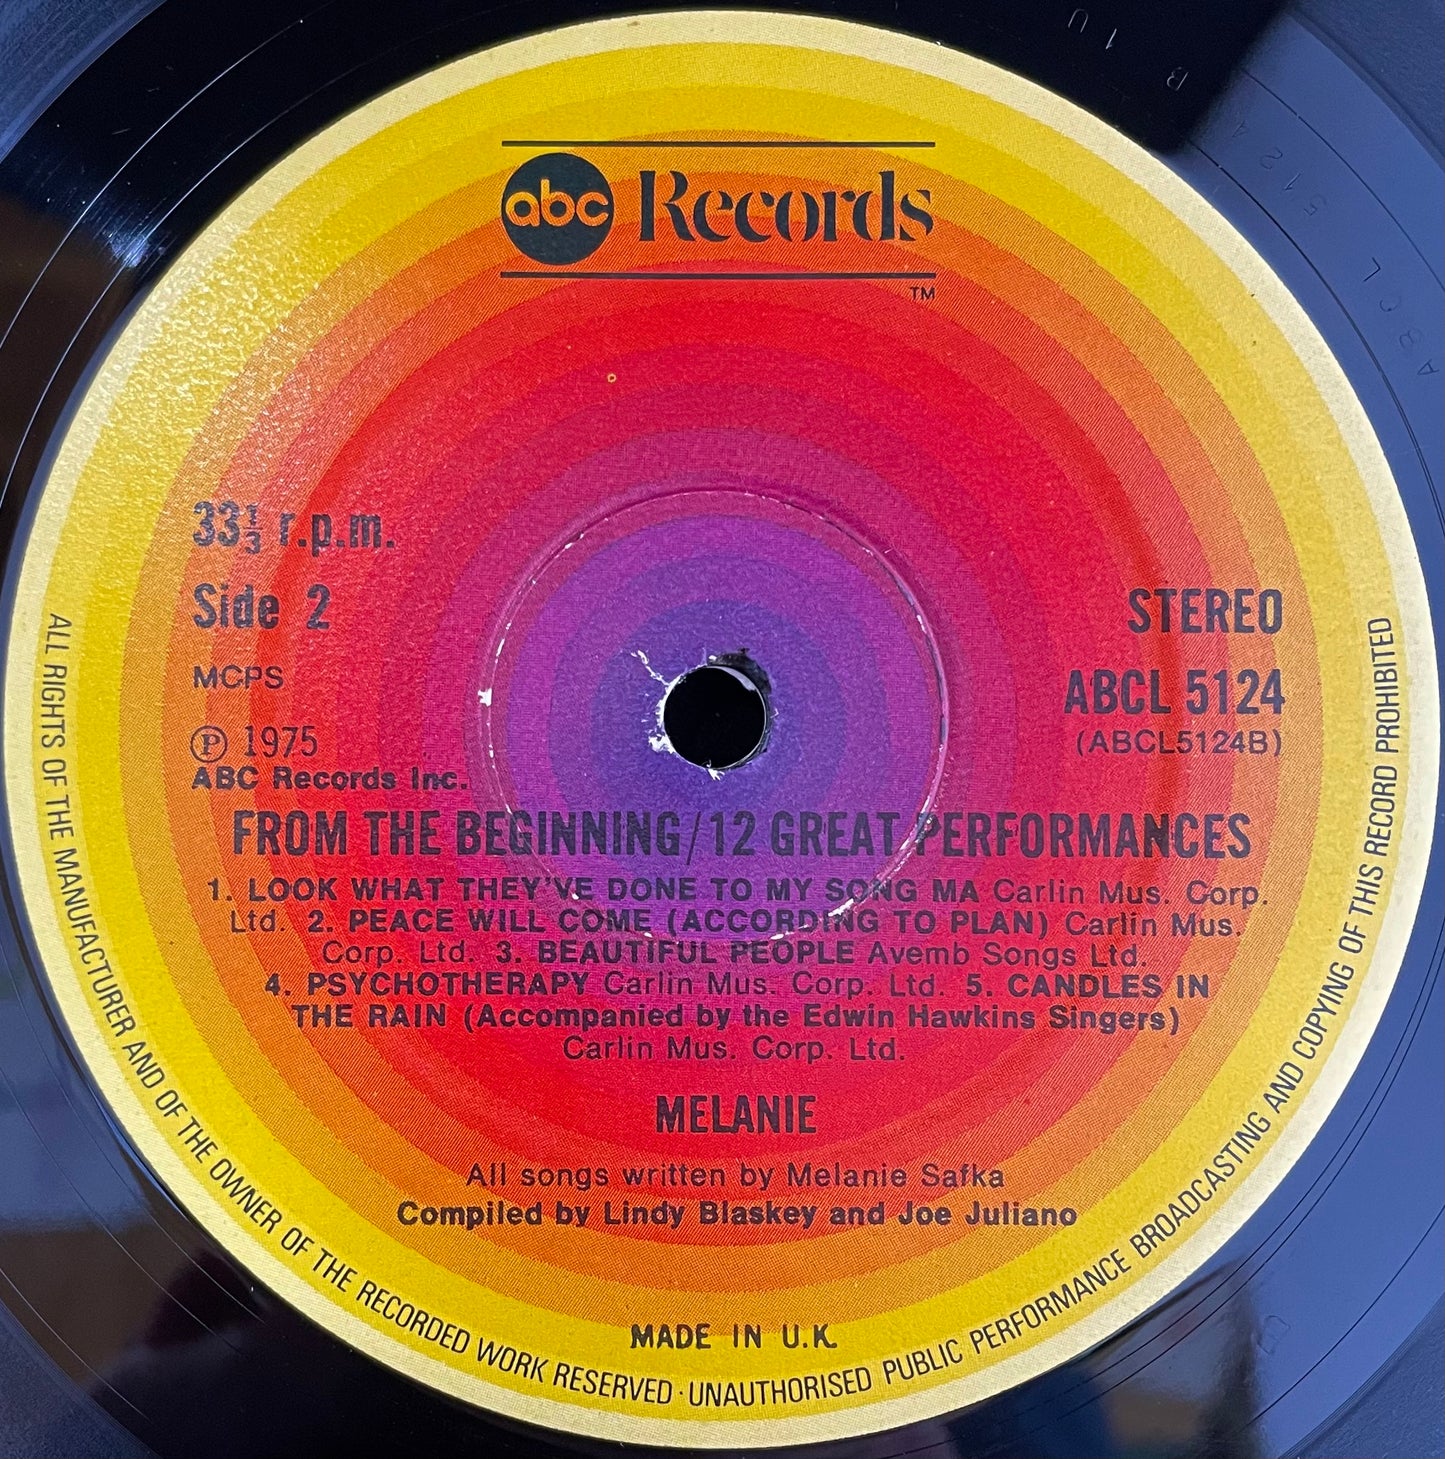 abc Records
TM
33⅓ r.p.m.
Side 2
MCPS
Ⓟ 1975
ABC Records Inc.
STEREO
ABCL 5124
(ABCL5124B)
FROM THE BEGINNING/12 GREAT PERFORMANCES
1. LOOK WHAT THEY'VE DONE TO MY SONG MA Carlin Mus. Corp.
Ltd. 2. PEACE WILL COME (ACCORDING TO PLAN) Carlin Mus.
Corp. Ltd. 3. BEAUTIFUL PEOPLE Avemb Songs Ltd.
4. PSYCHOTHERAPY Carlin Mus. Corp. Ltd. 5. CANDLES IN
THE RAIN (Accompanied by the Edwin Hawkins Singers)
Carlin Mus. Corp. Ltd.
MELANIE
All songs written by Melanie Safka
Compiled by Lindy Blaskey and Joe Juliano
MADE IN U.K.
ALL RIGHTS OF THE MANUFACTURER AND OF THE OWNER OF THE RECORDED WORK RESERVED · UNAUTHORISED PUBLIC PERFORMANCE BROADCASTING AND COPYING OF THIS RECORD PROHIBITED